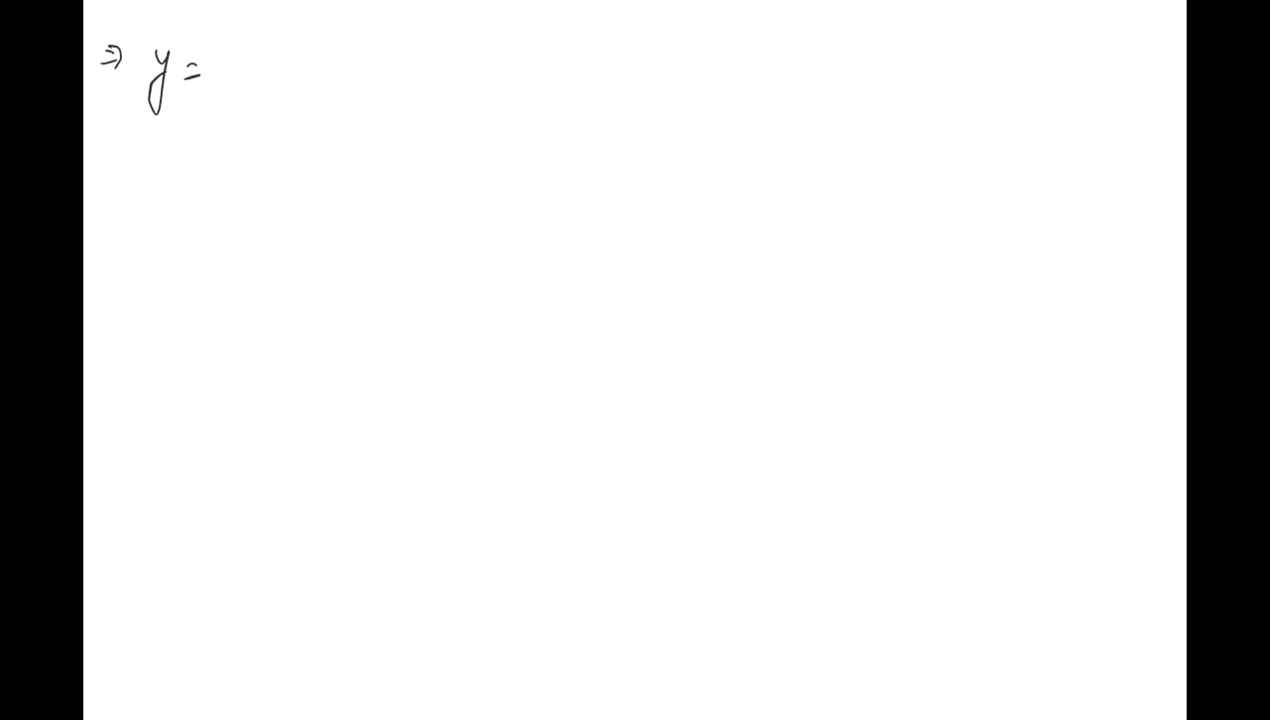 ⇒ y =